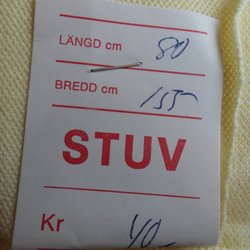 LÄNGD cm 80
BREDD cm 155
STUV
Kr 40